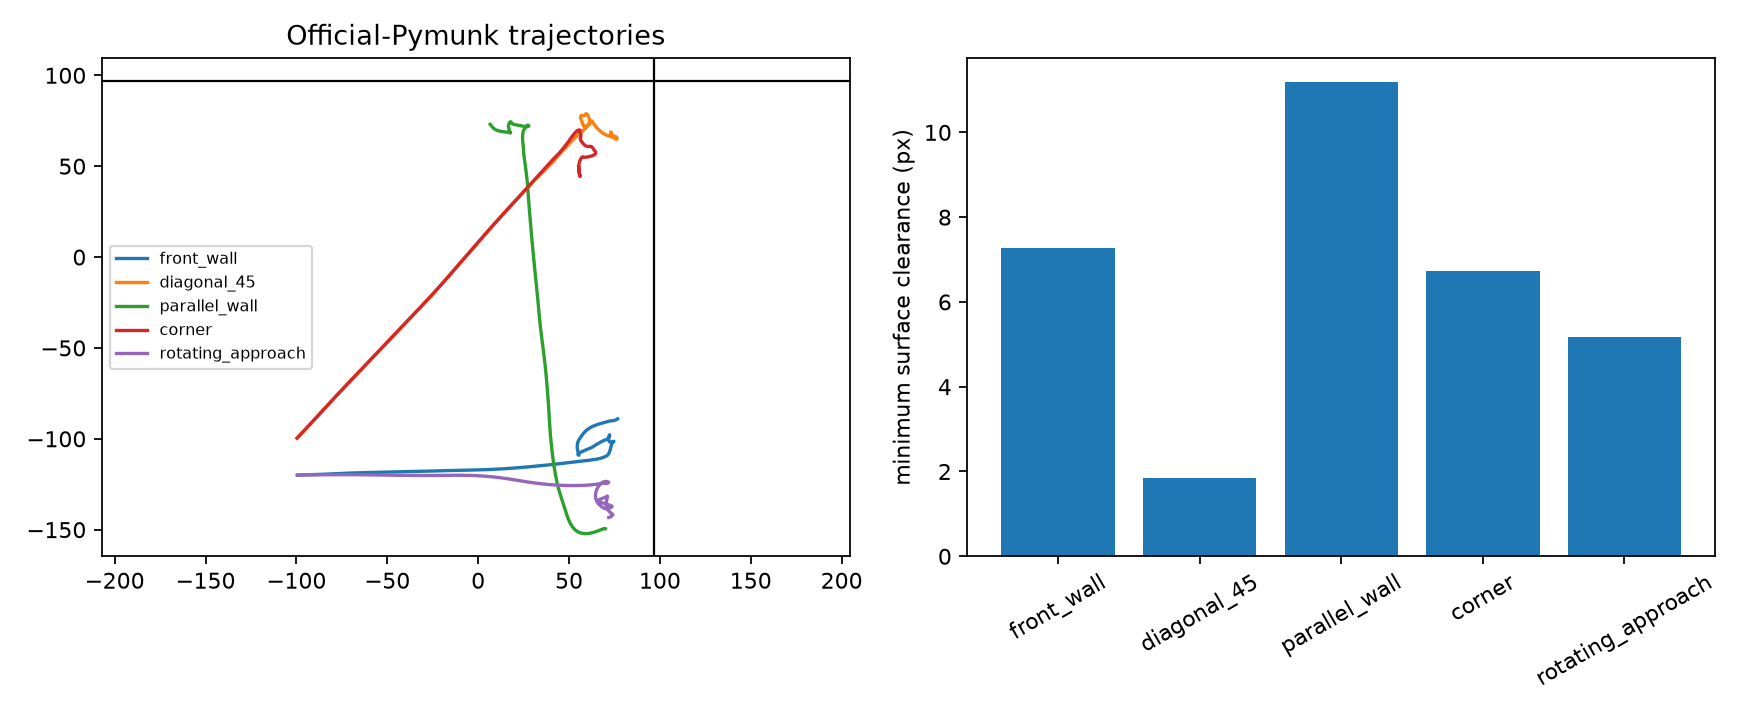 Official-Pymunk trajectories
100
50
0
−50
−100
−150
−200
−150
−100
−50
0
50
100
150
200
front_wall
diagonal_45
parallel_wall
corner
rotating_approach
minimum surface clearance (px)
10
8
6
4
2
0
front_wall
diagonal_45
parallel_wall
corner
rotating_approach